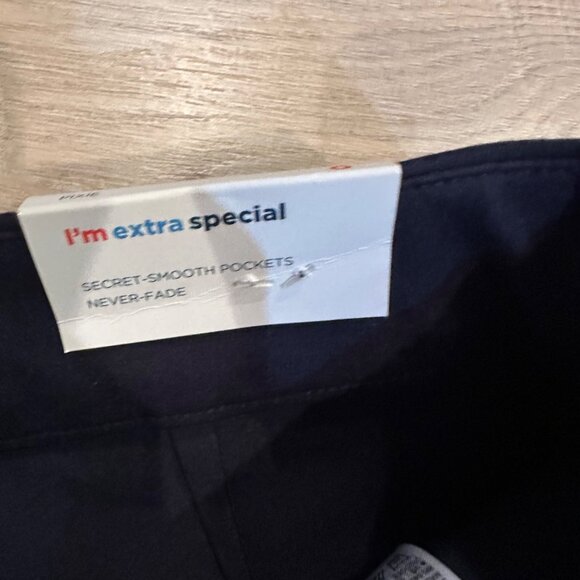 I'm extra special
SECRET-SMOOTH POCKETS
NEVER-FADE